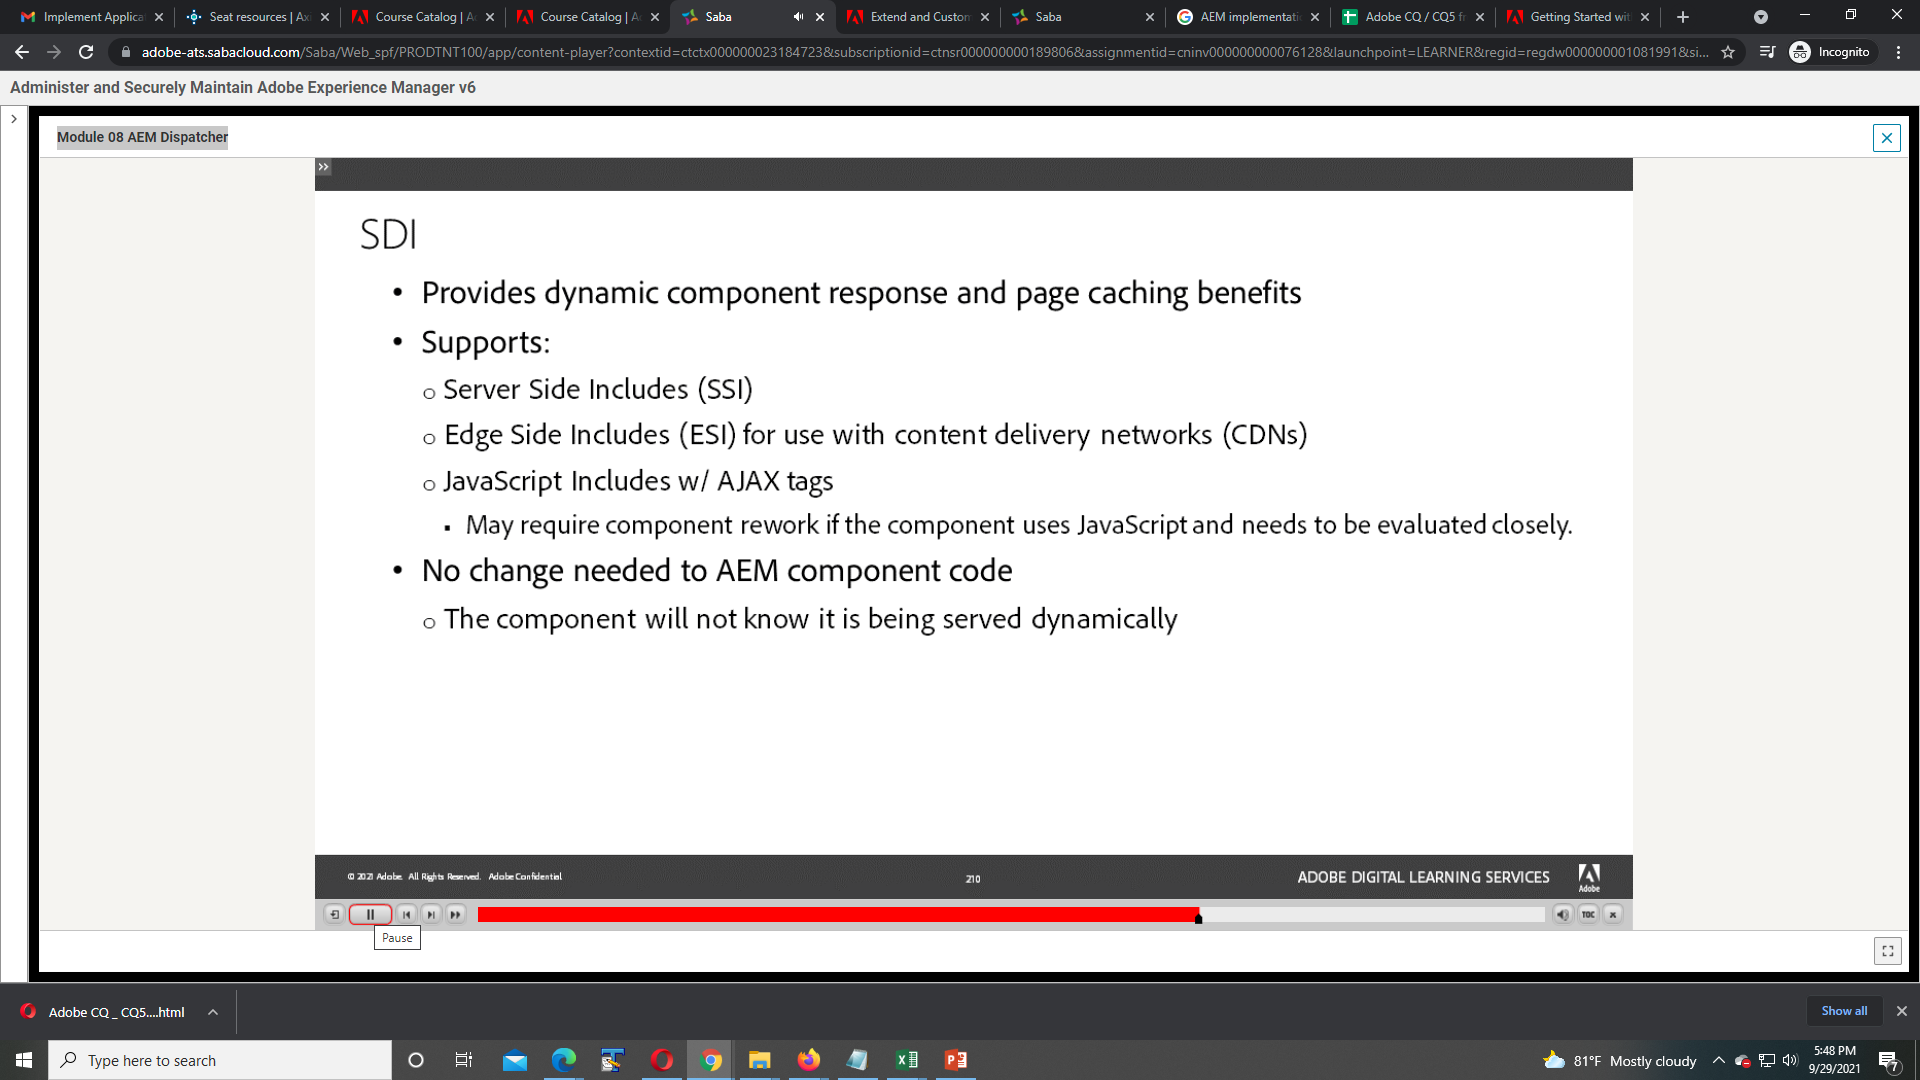 Implement Applica
Seat resources | Ax
Course Catalog | A
Course Catalog | A
Saba
Extend and Custom
Saba
AEM implementati
Adobe CQ / CQ5 fr
Getting Started wit
adobe-ats.sabacloud.com/Saba/Web_spf/PRODTNT100/app/content-player?contextid=ctctx000000023184723&subscriptionid=ctnsr000000000189806&assignmentid=cninv000000000076128&launchpoint=LEARNER&regid=regdw000000001081991&si...
Incognito
Administer and Securely Maintain Adobe Experience Manager v6
Module 08 AEM Dispatcher
SDI
• Provides dynamic component response and page caching benefits
• Supports:
o Server Side Includes (SSI)
o Edge Side Includes (ESI) for use with content delivery networks (CDNs)
o JavaScript Includes w/ AJAX tags
▪ May require component rework if the component uses JavaScript and needs to be evaluated closely.
• No change needed to AEM component code
o The component will not know it is being served dynamically
© 2021 Adobe. All Rights Reserved. Adobe Confidential
210
ADOBE DIGITAL LEARNING SERVICES
Adobe
TOC
Pause
Adobe CQ _ CQ5....html
Show all
Type here to search
81°F Mostly cloudy
5:48 PM
9/29/2021
7